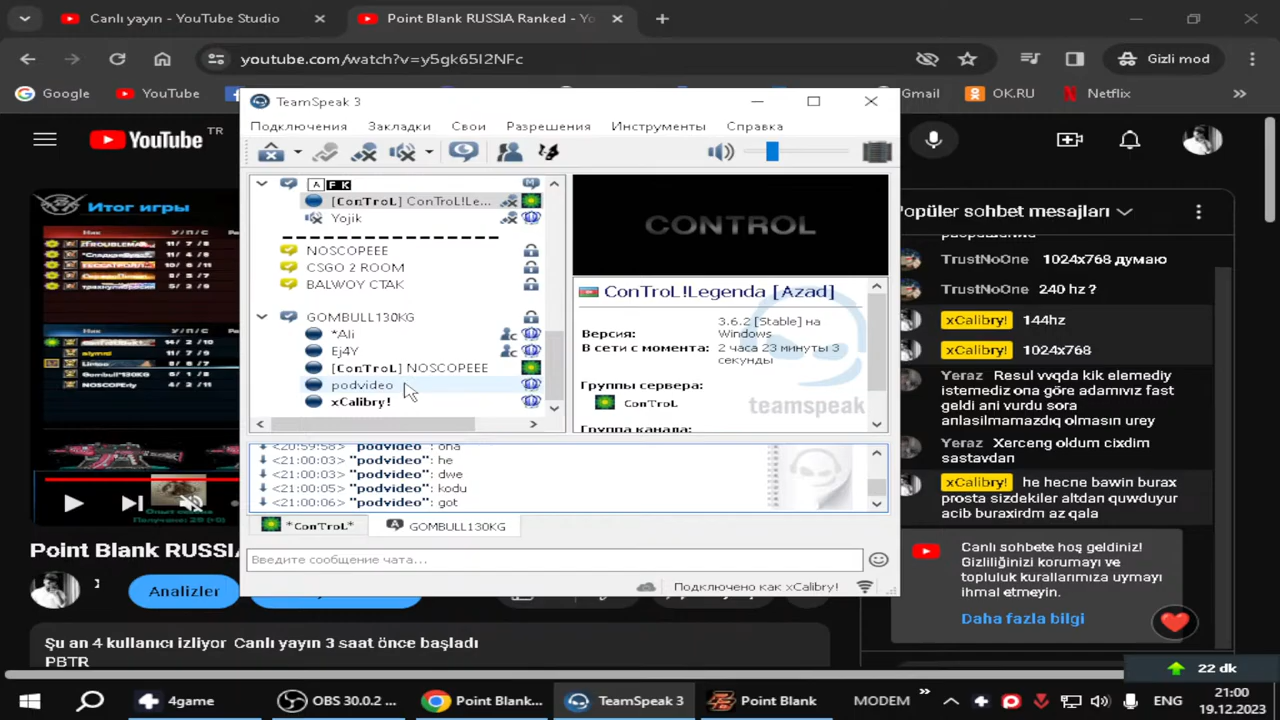 Canlı yayın - YouTube Studio
Point Blank RUSSIA Ranked - Yo
youtube.com/watch?v=y5gk65I2NFc
Gizli mod
Google
YouTube
Gmail
OK.RU
Netflix
TeamSpeak 3
Подключения Закладки Свои Разрешения Инструменты Справка
YouTube TR
A F K
[ConTroL] ConTroL!Le...
Yojik
NOSCOPEEE
CSGO 2 ROOM
BALWOY CTAK
GOMBULL130KG
*Ali
Ej4Y
[ConTroL] NOSCOPEEE
podvideo
xCalibry!
CONTROL
ConTroL!Legenda [Azad]
Версия: 3.6.2 [Stable] на Windows
В сети с момента: 2 часа 23 минуты 3 секунды
Группы сервера:
ConTroL
Группа канала:
teamspeak
<20:59:58> "podvideo": ona
<21:00:03> "podvideo": he
<21:00:03> "podvideo": dwe
<21:00:05> "podvideo": kodu
<21:00:06> "podvideo": got
*ConTroL*
GOMBULL130KG
Введите сообщение чата...
Подключено как xCalibry!
Итог игры
Ник У / П / С
Ник У / П / С
Point Blank RUSSIA
Analizler
Şu an 4 kullanıcı izliyor Canlı yayın 3 saat önce başladı
PBTR
Popüler sohbet mesajları
TrustNoOne 1024x768 думаю
TrustNoOne 240 hz ?
xCalibry! 144hz
xCalibry! 1024x768
Yeraz Resul vvqda kik elemediy
istemediz ona göre adamıvız fast
geldi ani vurdu sora
anlasilmamazdıq olmasın urey
Yeraz Xerceng oldum cixdim
sastavdan
xCalibry! he hecne bawin burax
prosta sizdekiler altdan quwduyur
acib buraxirdm az qala
Canlı sohbete hoş geldiniz!
Gizliliğinizi korumayı ve
topluluk kurallarımıza uymayı
ihmal etmeyin.
Daha fazla bilgi
22 dk
4game
OBS 30.0.2 ...
Point Blank...
TeamSpeak 3
Point Blank
MODEM
ENG
21:00
19.12.2023